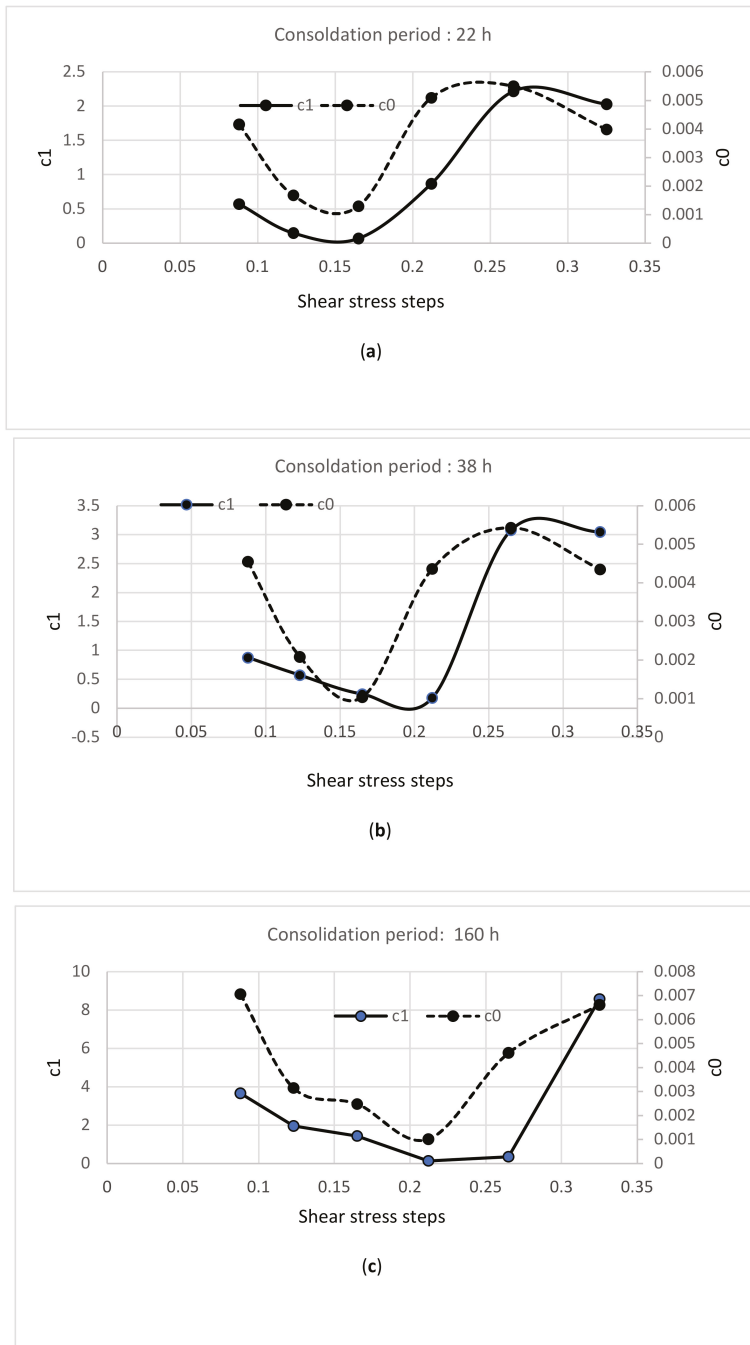 Consoldation period : 22 h
2.5 0.006
c1 c0
2 0.005
0.004
1.5
0.003
1
0.002
0.5
0.001
0 0
c1
c0
0 0.05 0.1 0.15 0.2 0.25 0.3 0.35
Shear stress steps
(a)
Consoldation period : 38 h
c1 c0
3.5 0.006
3
0.005
2.5
0.004
2
1.5 0.003
1
0.002
0.5
0.001
0
-0.5 0
c1
c0
0 0.05 0.1 0.15 0.2 0.25 0.3 0.35
Shear stress steps
(b)
Consolidation period: 160 h
10 0.008
0.007
8
0.006
c1 c0
6 0.005
0.004
4
0.003
2 0.002
0.001
0 0
c1
c0
0 0.05 0.1 0.15 0.2 0.25 0.3 0.35
Shear stress steps
(c)